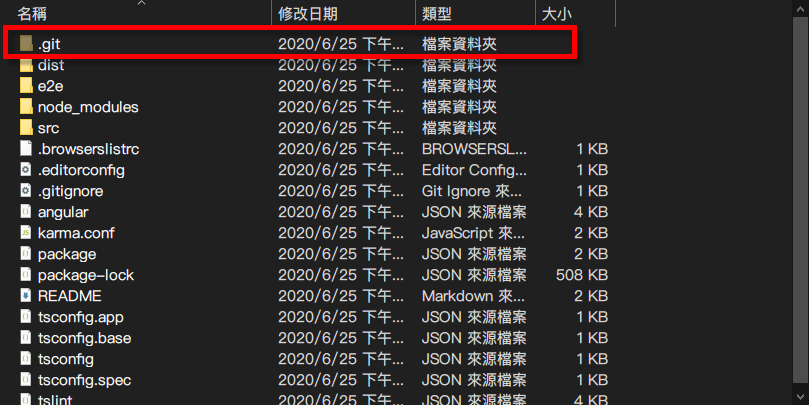 名稱 修改日期 類型 大小
.git 2020/6/25 下午... 檔案資料夾
dist 2020/6/25 下午... 檔案資料夾
e2e 2020/6/25 下午... 檔案資料夾
node_modules 2020/6/25 下午... 檔案資料夾
src 2020/6/25 下午... 檔案資料夾
.browserslistrc 2020/6/25 下午... BROWSERSL... 1 KB
.editorconfig 2020/6/25 下午... Editor Config... 1 KB
.gitignore 2020/6/25 下午... Git Ignore 來... 1 KB
angular 2020/6/25 下午... JSON 來源檔案 4 KB
karma.conf 2020/6/25 下午... JavaScript 來... 2 KB
package 2020/6/25 下午... JSON 來源檔案 2 KB
package-lock 2020/6/25 下午... JSON 來源檔案 508 KB
README 2020/6/25 下午... Markdown 來... 2 KB
tsconfig.app 2020/6/25 下午... JSON 來源檔案 1 KB
tsconfig.base 2020/6/25 下午... JSON 來源檔案 1 KB
tsconfig 2020/6/25 下午... JSON 來源檔案 1 KB
tsconfig.spec 2020/6/25 下午... JSON 來源檔案 1 KB
tslint 2020/6/25 下午... JSON 來源檔案 4 KB